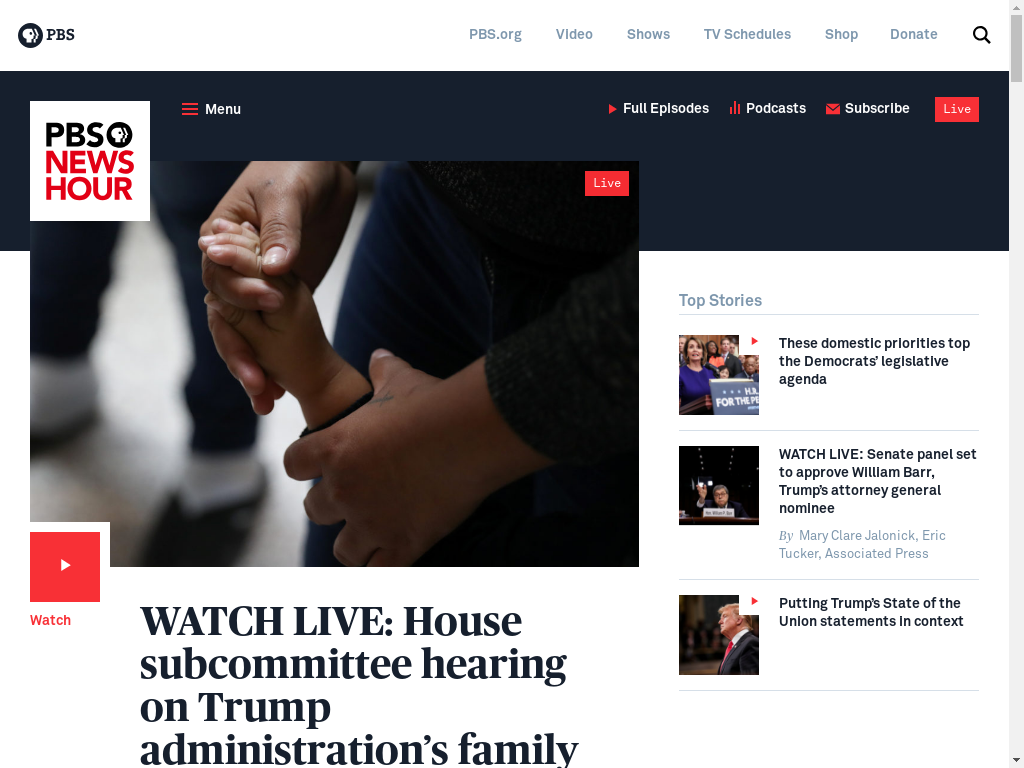 PBS
PBS.org
Video
Shows
TV Schedules
Shop
Donate
PBS
NEWS
HOUR
Menu
Full Episodes
Podcasts
Subscribe
Live
Live
Watch
WATCH LIVE: House
subcommittee hearing
on Trump
administration’s family
Top Stories
These domestic priorities top
the Democrats’ legislative
agenda
WATCH LIVE: Senate panel set
to approve William Barr,
Trump’s attorney general
nominee
By Mary Clare Jalonick, Eric
Tucker, Associated Press
Putting Trump’s State of the
Union statements in context